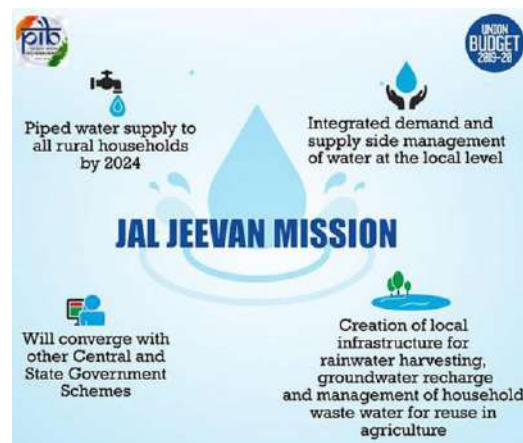 pib
UNION
BUDGET
2019-20
Piped water supply to
all rural households
by 2024
Integrated demand and
supply side management
of water at the local level
JAL JEEVAN MISSION
Will converge with
other Central and
State Government
Schemes
Creation of local
infrastructure for
rainwater harvesting,
groundwater recharge
and management of household
waste water for reuse in
agriculture